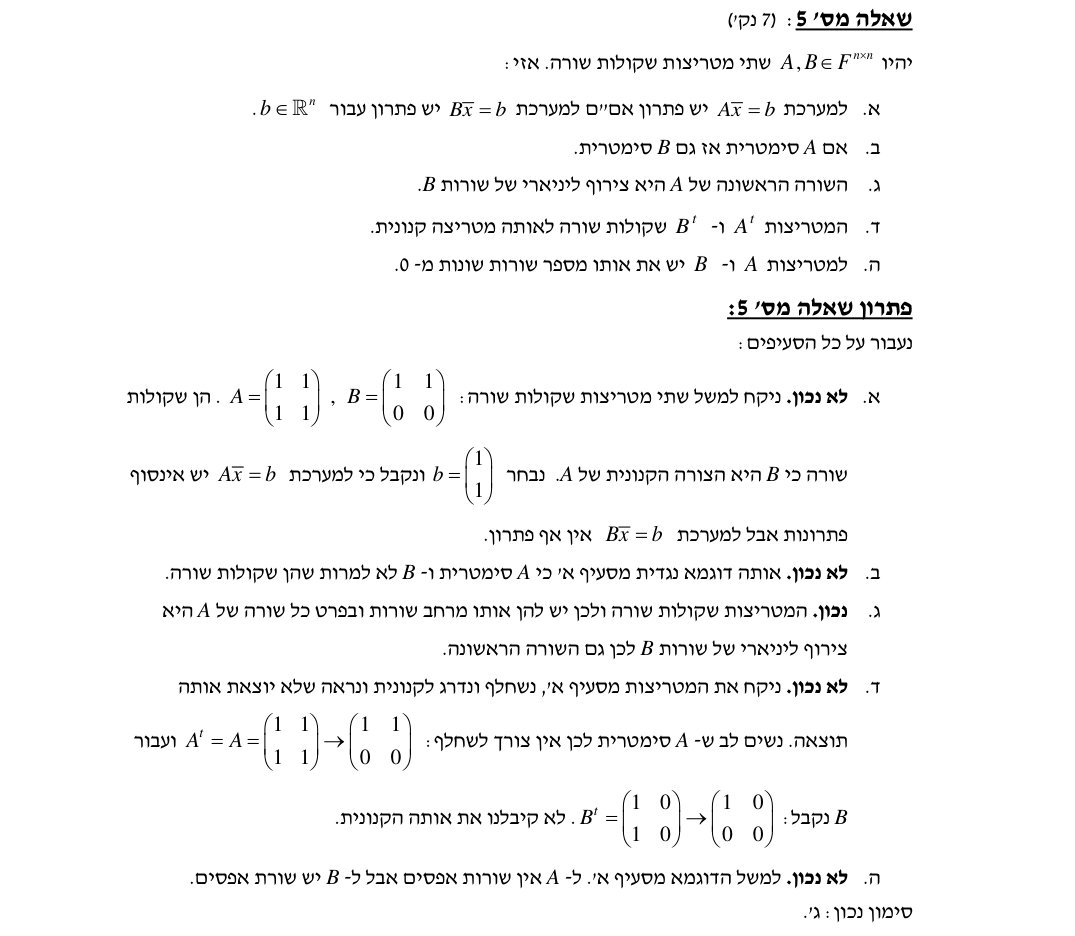 שאלה מס' 5 : (7 נק')
יהיו A, B ∈ F^{n×n} שתי מטריצות שקולות שורה. אזי :
א. למערכת Ax̅ = b יש פתרון אם"ם למערכת Bx̅ = b יש פתרון עבור b ∈ ℝ^n .
ב. אם A סימטרית אז גם B סימטרית.
ג. השורה הראשונה של A היא צירוף ליניארי של שורות B.
ד. המטריצות A^t ו- B^t שקולות שורה לאותה מטריצה קנונית.
ה. למטריצות A ו- B יש את אותו מספר שורות שונות מ- 0.
פתרון שאלה מס' 5:
נעבור על כל הסעיפים :
א. לא נכון. ניקח למשל שתי מטריצות שקולות שורה : A = (1 1; 1 1) , B = (1 1; 0 0) . הן שקולות
שורה כי B היא הצורה הקנונית של A. נבחר b = (1; 1) ונקבל כי למערכת Ax̅ = b יש אינסוף
פתרונות אבל למערכת Bx̅ = b אין אף פתרון.
ב. לא נכון. אותה דוגמא נגדית מסעיף א' כי A סימטרית ו- B לא למרות שהן שקולות שורה.
ג. נכון. המטריצות שקולות שורה ולכן יש להן אותו מרחב שורות ובפרט כל שורה של A היא
צירוף ליניארי של שורות B לכן גם השורה הראשונה.
ד. לא נכון. ניקח את המטריצות מסעיף א', נשחלף ונדרג לקנונית ונראה שלא יוצאת אותה
תוצאה. נשים לב ש- A סימטרית לכן אין צורך לשחלף : A^t = A = (1 1; 1 1) → (1 1; 0 0) ועבור
B נקבל : B^t = (1 0; 1 0) → (1 0; 0 0) . לא קיבלנו את אותה הקנונית.
ה. לא נכון. למשל הדוגמא מסעיף א'. ל- A אין שורות אפסים אבל ל- B יש שורת אפסים.
סימון נכון : ג'.